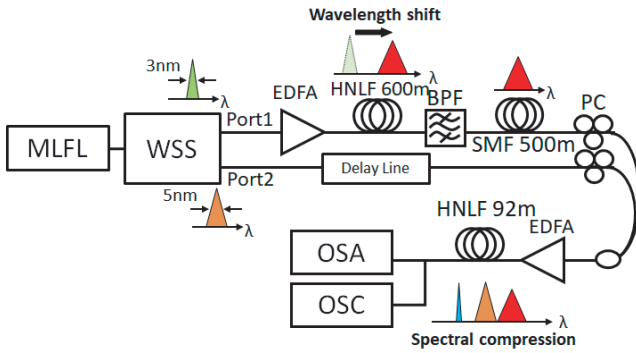 Wavelength shift
3nm
λ
λ
λ
EDFA
HNLF 600m
BPF
PC
Port1
SMF 500m
MLFL
WSS
Delay Line
Port2
5nm
λ
HNLF 92m
EDFA
OSA
OSC
λ
Spectral compression